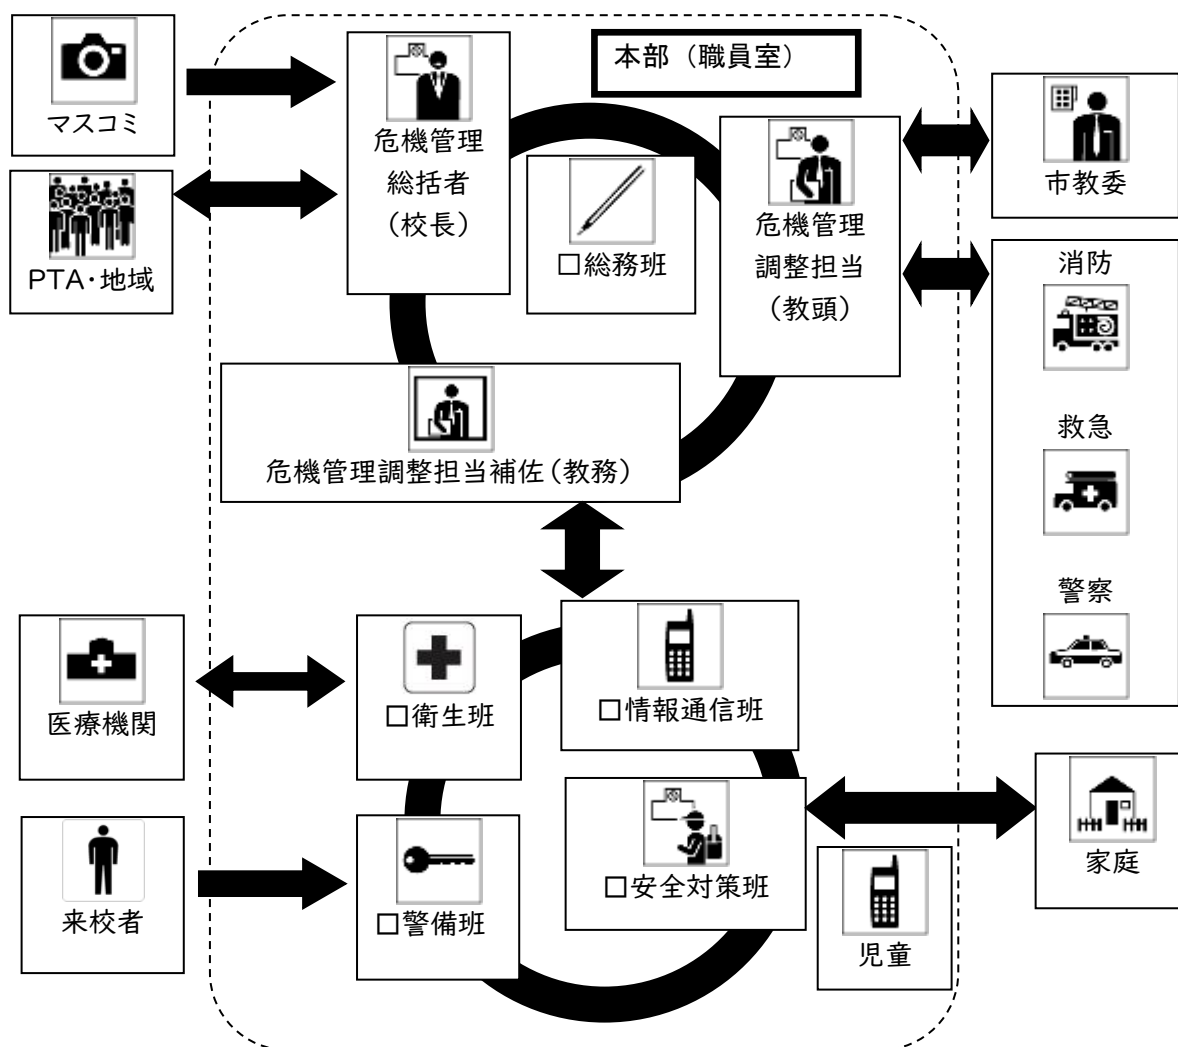 本部（職員室）
マスコミ
危機管理
総括者
（校長）
PTA・地域
□総務班
危機管理
調整担当
（教頭）
市教委
消防
救急
警察
危機管理調整担当補佐（教務）
医療機関
□衛生班
□情報通信班
来校者
□警備班
□安全対策班
児童
家庭